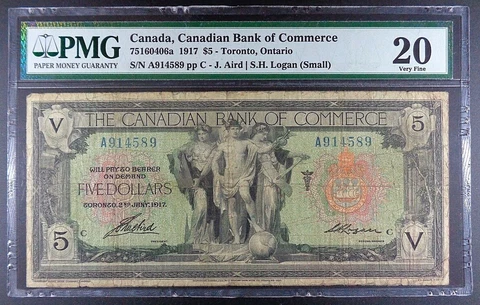 PMG
PAPER MONEY GUARANTY
Canada, Canadian Bank of Commerce
75160406a 1917 $5 - Toronto, Ontario
S/N A914589 pp C - J. Aird | S.H. Logan (Small)
20
Very Fine
V
THE CANADIAN BANK OF COMMERCE
5
A914589
A914589
WILL PAY TO BEARER
ON DEMAND
FIVE DOLLARS
TORONTO, 2ND JANY. 1917.
5
C
C
V